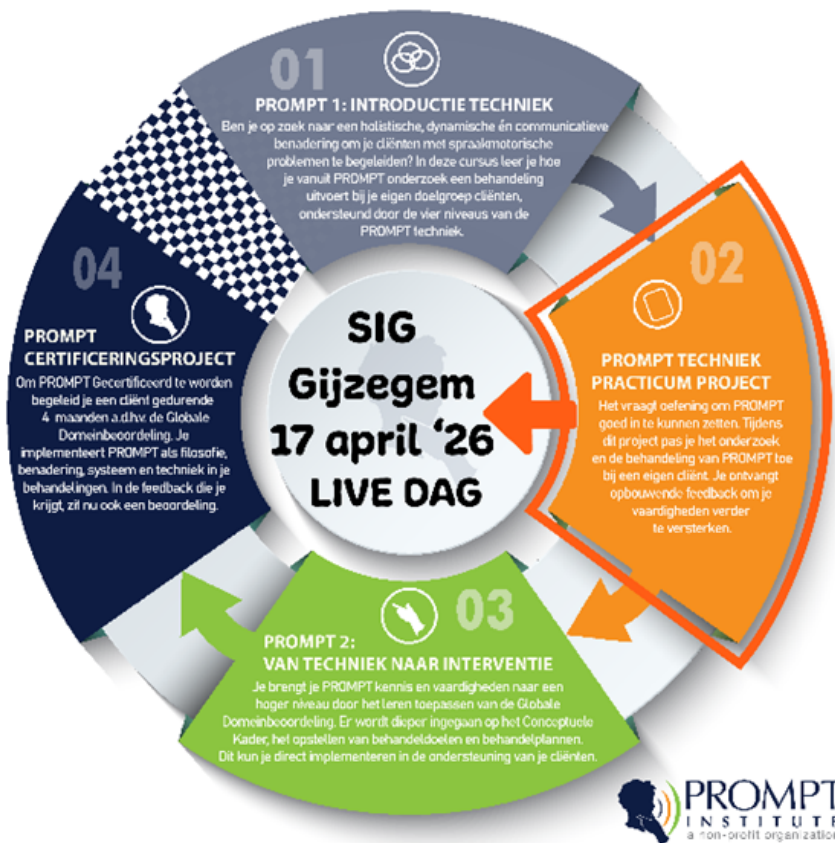 01
PROMPT 1: INTRODUCTIE TECHNIEK
Ben je op zoek naar een holistische, dynamische én communicatieve
benadering om je cliënten met spraakmotorische
problemen te begeleiden? In deze cursus leer je hoe
je vanuit PROMPT onderzoek een behandeling
uitvoert bij je eigen doelgroep cliënten,
ondersteund door de vier niveaus van de
PROMPT techniek.
02
PROMPT TECHNIEK
PRACTICUM PROJECT
Het vraagt oefening om PROMPT
goed in te kunnen zetten. Tijdens
dit project pas je het onderzoek
en de behandeling van PROMPT toe
bij een eigen cliënt. Je ontvangt
opbouwende feedback om je
vaardigheden verder
te versterken.
03
PROMPT 2:
VAN TECHNIEK NAAR INTERVENTIE
Je brengt je PROMPT kennis en vaardigheden naar een
hoger niveau door het leren toepassen van de Globale
Domeinbeoordeling. Er wordt dieper ingegaan op het Conceptuele
Kader, het opstellen van behandeldoelen en behandelplannen.
Dit kun je direct implementeren in de ondersteuning van je cliënten.
04
PROMPT
CERTIFICERINGSPROJECT
Om PROMPT Gecertificeerd te worden
begeleid je een cliënt gedurende
4 maanden a.d.h.v. de Globale
Domeinbeoordeling. Je
implementeert PROMPT als filosofie,
benadering, systeem en techniek in je
behandelingen. In de feedback die je
krijgt, zit nu ook een beoordeling.
SIG
Gijzegem
17 april ‘26
LIVE DAG
PROMPT
INSTITUTE
a non-profit organization